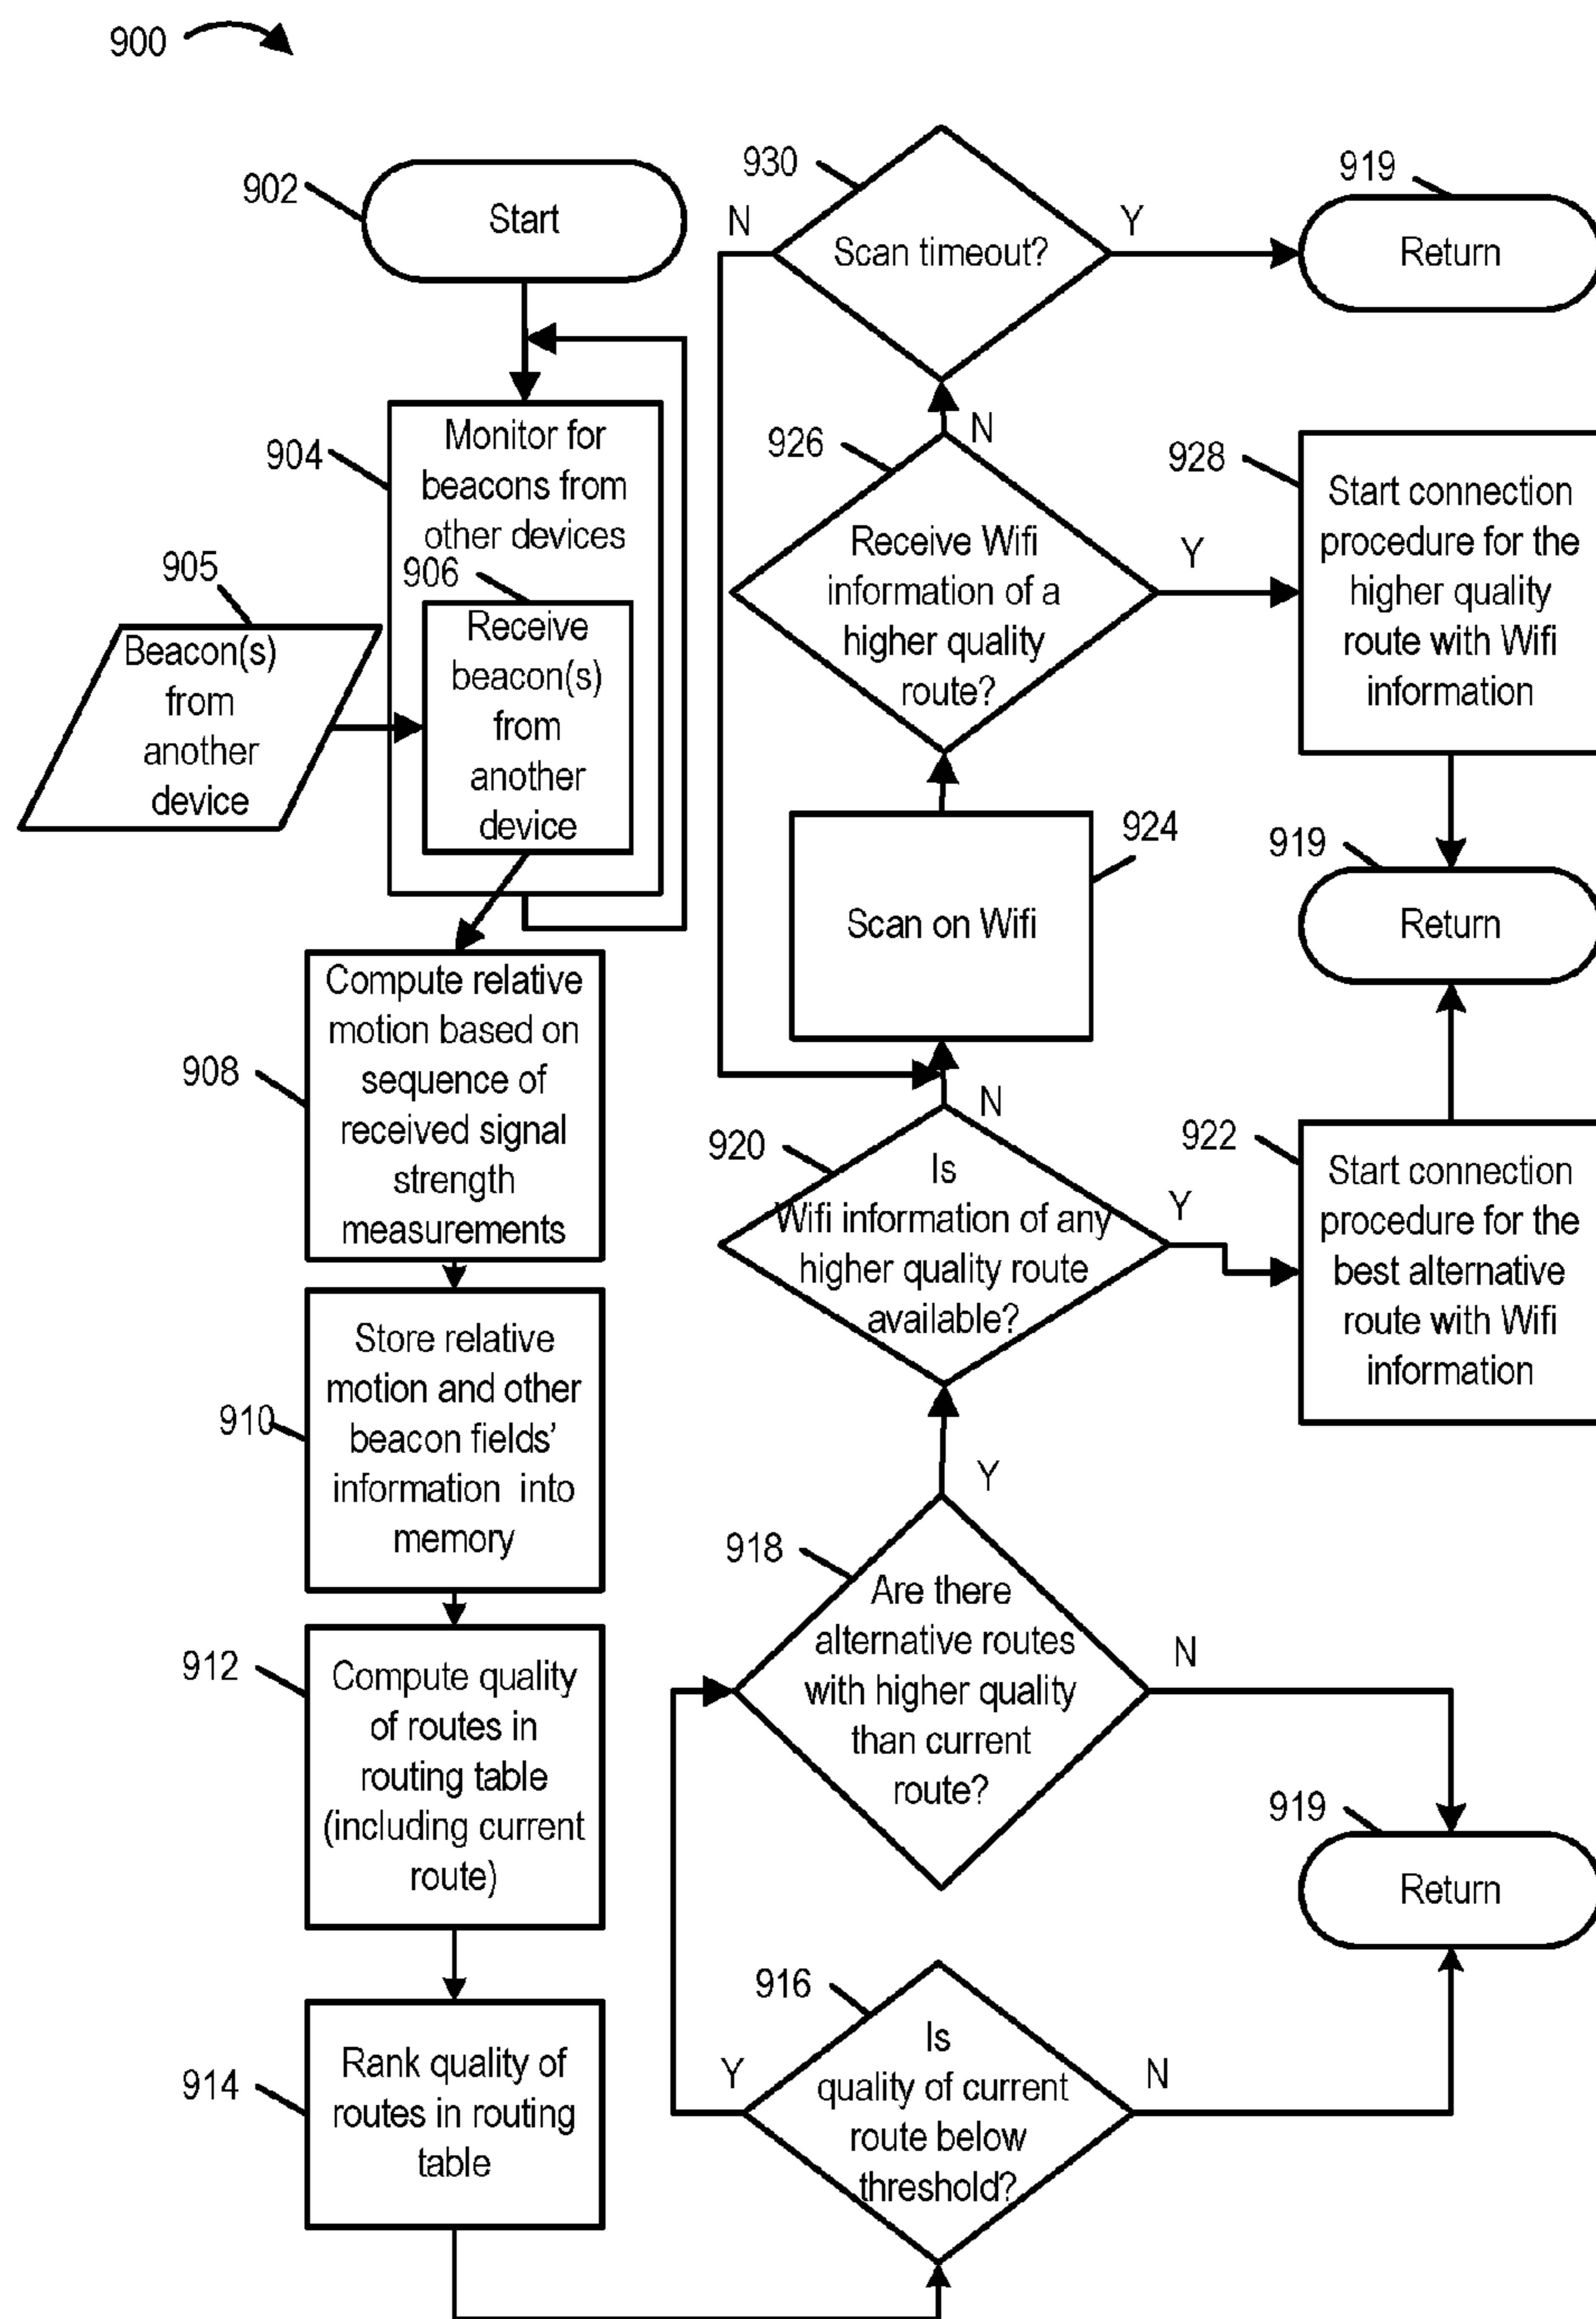 900
902
Start
904
Monitor for
beacons from
other devices
905
Beacon(s)
from
another
device
906
Receive
beacon(s)
from
another
device
908
Compute relative
motion based on
sequence of
received signal
strength
measurements
910
Store relative
motion and other
beacon fields'
information into
memory
912
Compute quality
of routes in
routing table
(including current
route)
914
Rank quality of
routes in routing
table
916
Is
quality of current
route below
threshold?
Y
N
918
Are there
alternative routes
with higher quality
than current
route?
Y
N
919
Return
920
Is
Wifi information of any
higher quality route
available?
N
Y
922
Start connection
procedure for the
best alternative
route with Wifi
information
919
Return
924
Scan on Wifi
926
Receive Wifi
information of a
higher quality
route?
N
Y
928
Start connection
procedure for the
higher quality
route with Wifi
information
930
Scan timeout?
N
Y
919
Return